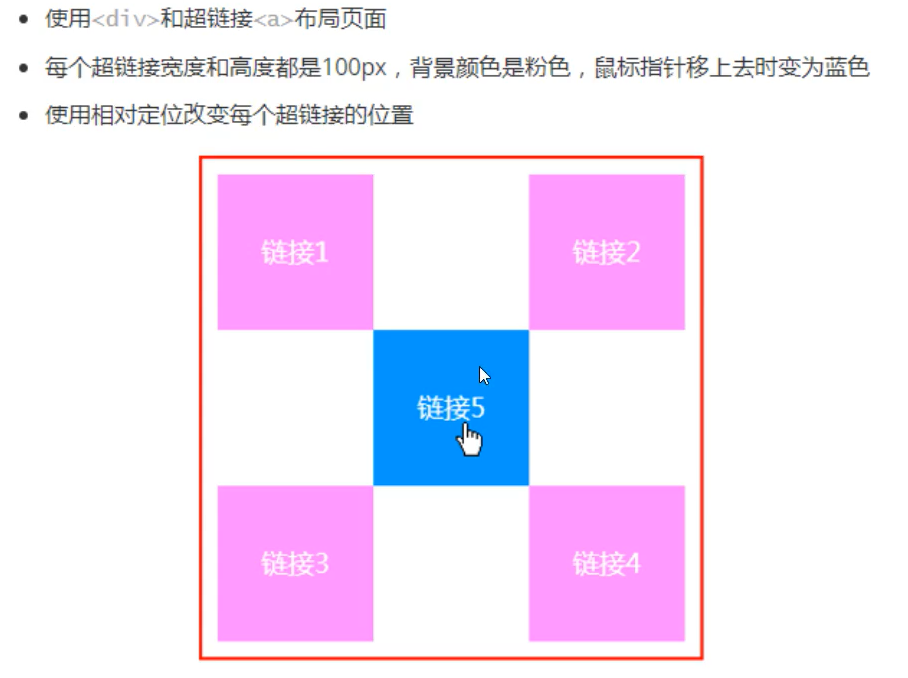 使用<div>和超链接<a>布局页面
每个超链接宽度和高度都是100px，背景颜色是粉色，鼠标指针移上去时变为蓝色
使用相对定位改变每个超链接的位置
链接1
链接2
链接5
链接3
链接4